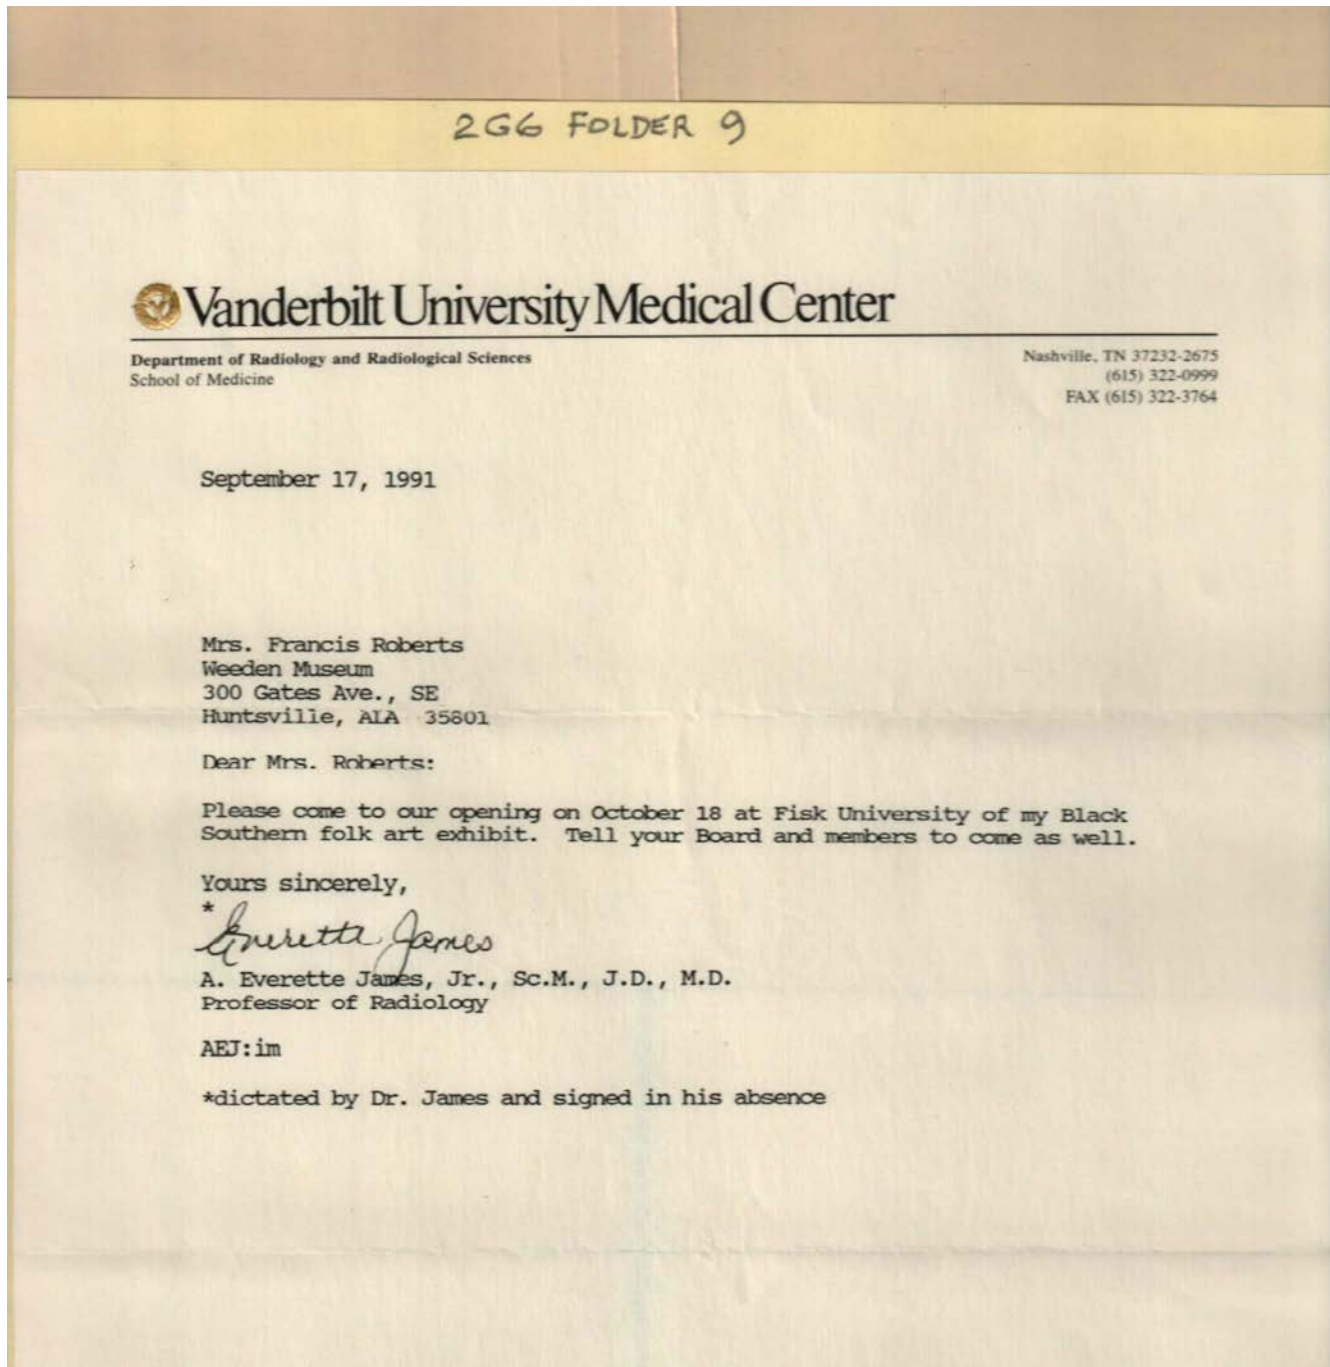 2G6 FOLDER 9
Vanderbilt University Medical Center
Department of Radiology and Radiological Sciences
School of Medicine
Nashville, TN 37232-2675
(615) 322-0999
FAX (615) 322-3764
September 17, 1991
Mrs. Francis Roberts
Weeden Museum
300 Gates Ave., SE
Huntsville, ALA 35801
Dear Mrs. Roberts:
Please come to our opening on October 18 at Fisk University of my Black
Southern folk art exhibit. Tell your Board and members to come as well.
Yours sincerely,
*
Everette James
A. Everette James, Jr., Sc.M., J.D., M.D.
Professor of Radiology
AEJ:im
*dictated by Dr. James and signed in his absence